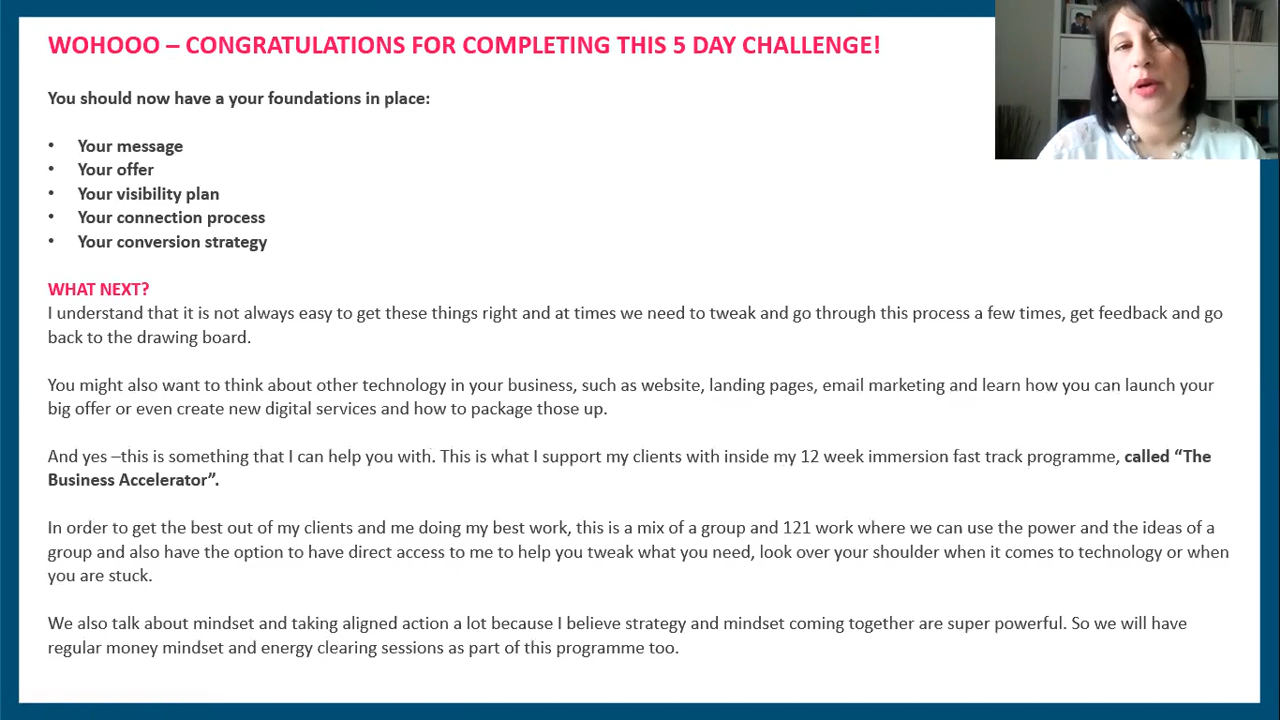 WOHOOO – CONGRATULATIONS FOR COMPLETING THIS 5 DAY CHALLENGE!
You should now have a your foundations in place:
• Your message
• Your offer
• Your visibility plan
• Your connection process
• Your conversion strategy
WHAT NEXT?
I understand that it is not always easy to get these things right and at times we need to tweak and go through this process a few times, get feedback and go
back to the drawing board.
You might also want to think about other technology in your business, such as website, landing pages, email marketing and learn how you can launch your
big offer or even create new digital services and how to package those up.
And yes –this is something that I can help you with. This is what I support my clients with inside my 12 week immersion fast track programme, called “The
Business Accelerator”.
In order to get the best out of my clients and me doing my best work, this is a mix of a group and 121 work where we can use the power and the ideas of a
group and also have the option to have direct access to me to help you tweak what you need, look over your shoulder when it comes to technology or when
you are stuck.
We also talk about mindset and taking aligned action a lot because I believe strategy and mindset coming together are super powerful. So we will have
regular money mindset and energy clearing sessions as part of this programme too.